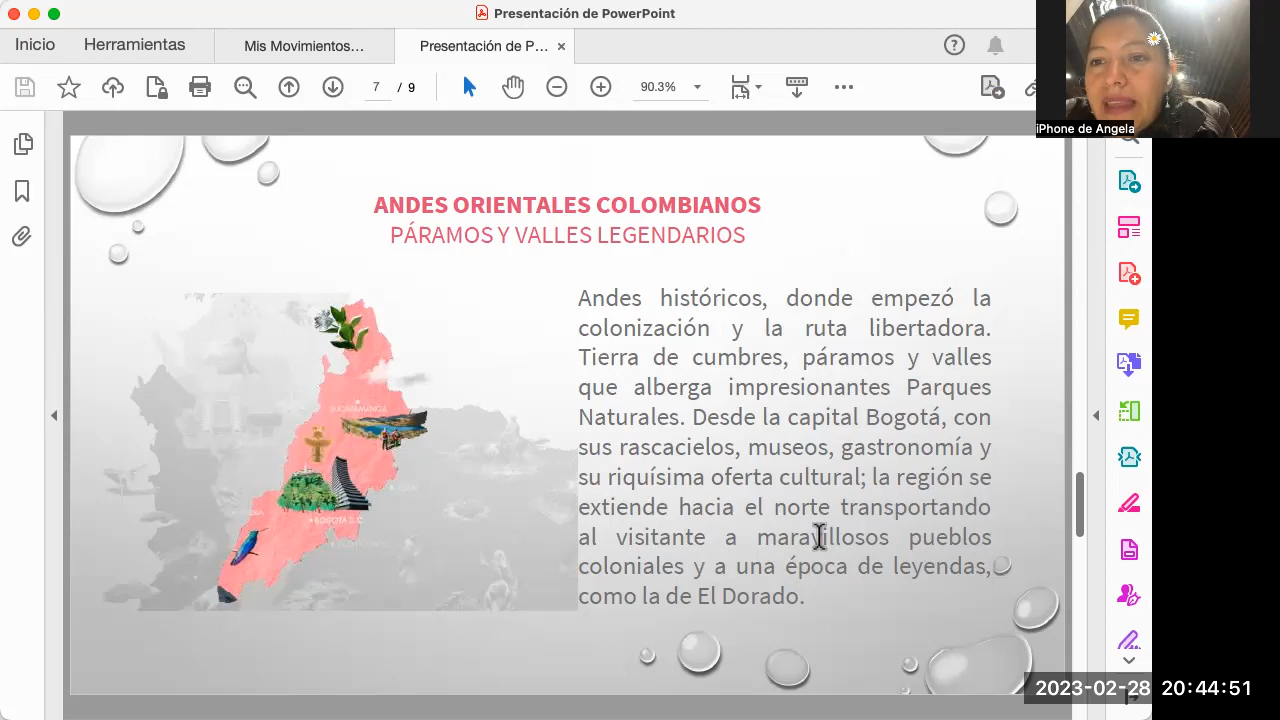 Presentación de PowerPoint
Inicio
Herramientas
Mis Movimientos...
Presentación de P...
7 / 9
90.3%
iPhone de Angela
ANDES ORIENTALES COLOMBIANOS
PÁRAMOS Y VALLES LEGENDARIOS
Andes históricos, donde empezó la
colonización y la ruta libertadora.
Tierra de cumbres, páramos y valles
que alberga impresionantes Parques
Naturales. Desde la capital Bogotá, con
sus rascacielos, museos, gastronomía y
su riquísima oferta cultural; la región se
extiende hacia el norte transportando
al visitante a maravillosos pueblos
coloniales y a una época de leyendas,
como la de El Dorado.
BUCARAMANGA
BOGOTÁ D.C.
2023-02-28 20:44:51